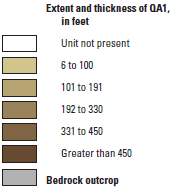 Extent and thickness of QA1,
in feet
Unit not present
6 to 100
101 to 191
192 to 330
331 to 450
Greater than 450
Bedrock outcrop